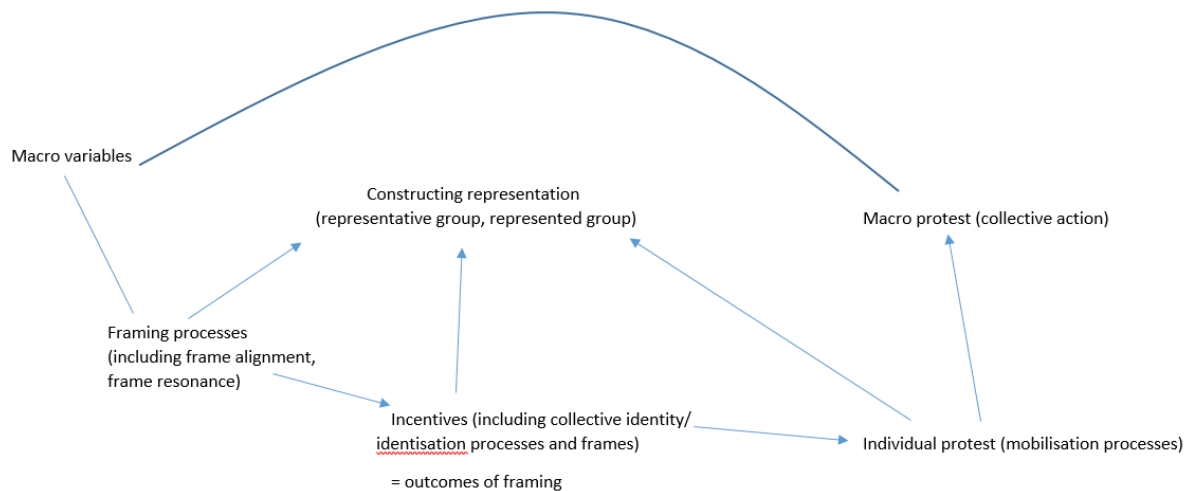 Macro variables
Constructing representation
(representative group, represented group)
Macro protest (collective action)
Framing processes
(including frame alignment,
frame resonance)
Incentives (including collective identity/
identisation processes and frames)
= outcomes of framing
Individual protest (mobilisation processes)